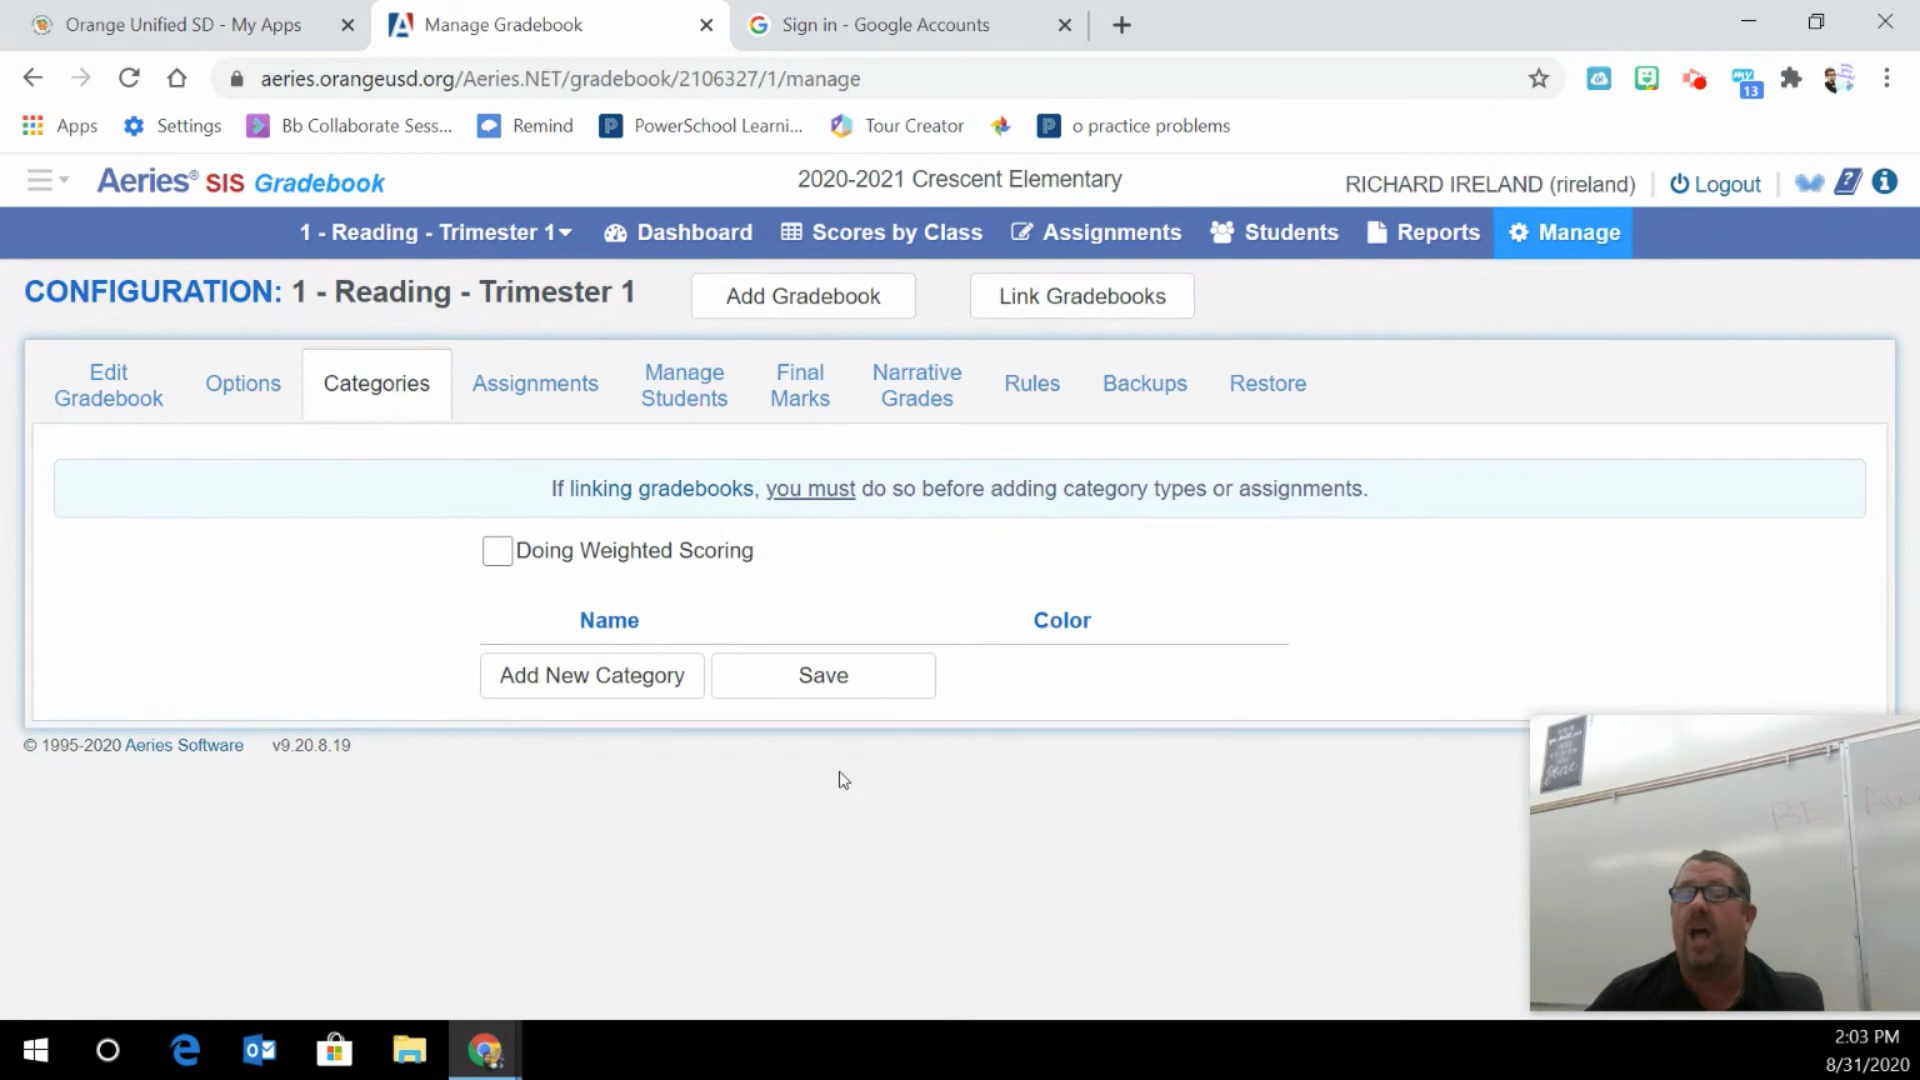 Orange Unified SD - My Apps
Manage Gradebook
Sign in - Google Accounts
aeries.orangeusd.org/Aeries.NET/gradebook/2106327/1/manage
13
Apps
Settings
Bb Collaborate Sess...
Remind
PowerSchool Learni...
Tour Creator
o practice problems
Aeries® SIS Gradebook
2020-2021 Crescent Elementary
RICHARD IRELAND (rireland)
Logout
1 - Reading - Trimester 1
Dashboard
Scores by Class
Assignments
Students
Reports
Manage
CONFIGURATION: 1 - Reading - Trimester 1
Add Gradebook
Link Gradebooks
Edit
Gradebook
Options
Categories
Assignments
Manage
Students
Final
Marks
Narrative
Grades
Rules
Backups
Restore
If linking gradebooks, you must do so before adding category types or assignments.
Doing Weighted Scoring
Name
Color
Add New Category
Save
© 1995-2020 Aeries Software
v9.20.8.19
gone
BE
2:03 PM
8/31/2020